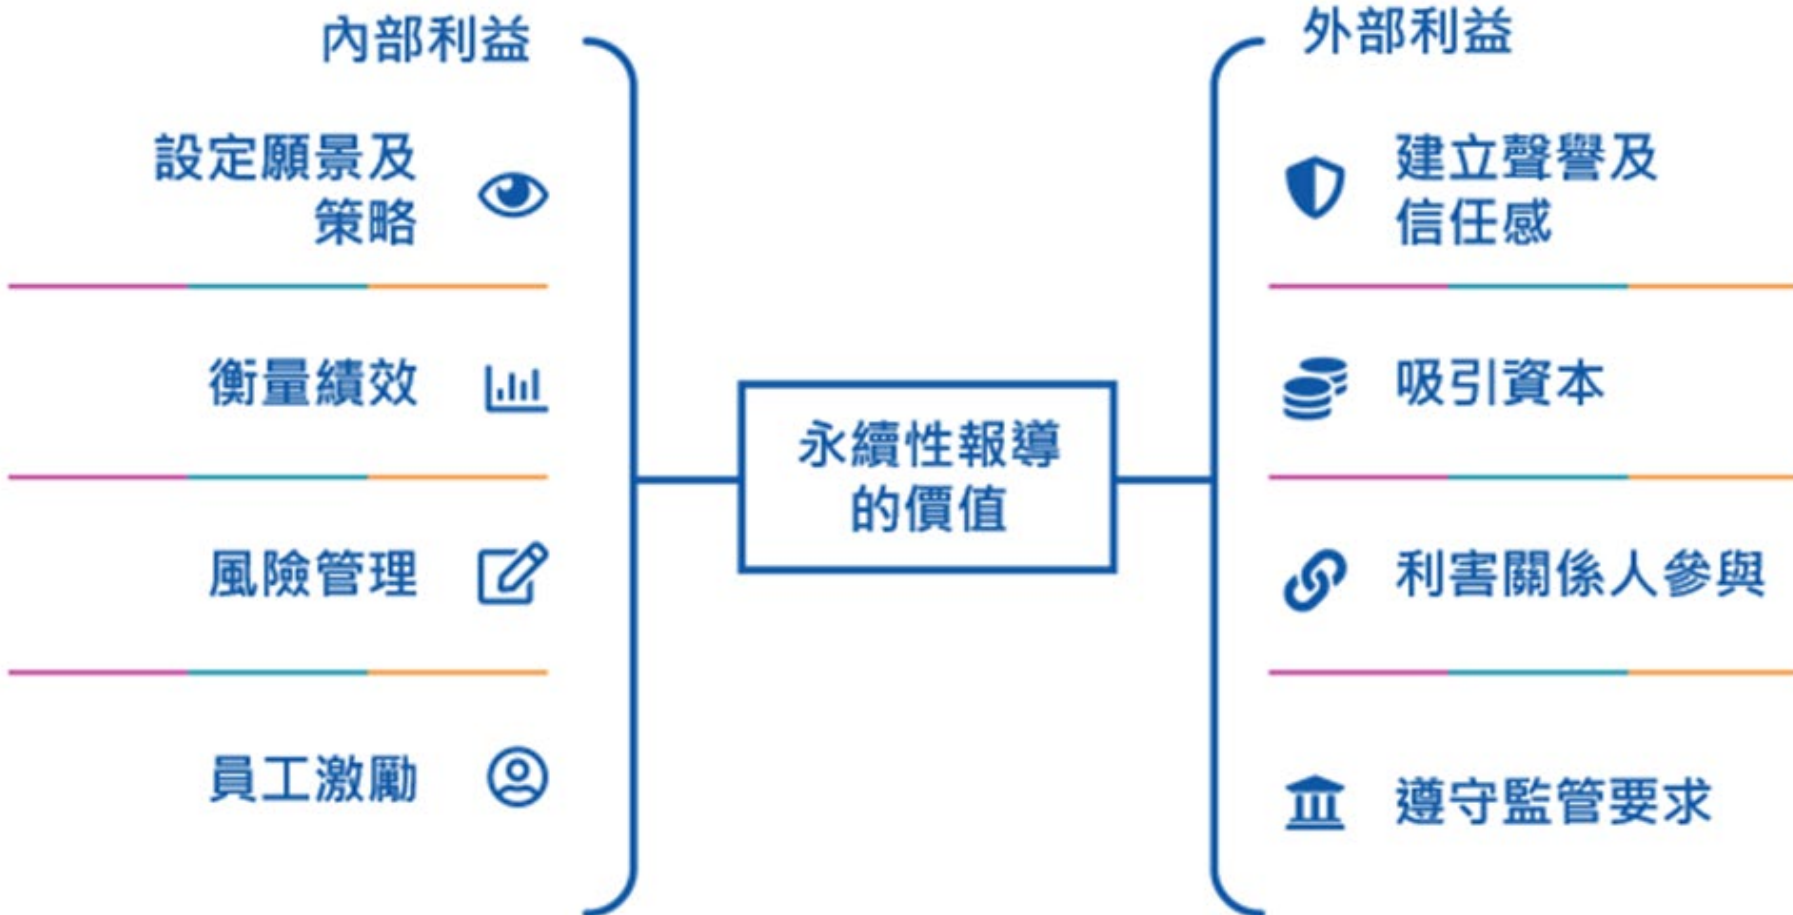 內部利益
設定願景及
策略
衡量績效
風險管理
員工激勵
永續性報導
的價值
外部利益
建立聲譽及
信任感
吸引資本
利害關係人參與
遵守監管要求